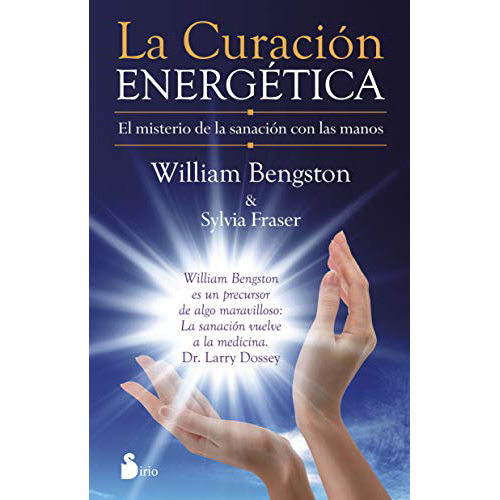 La Curación
ENERGÉTICA
El misterio de la sanación con las manos
William Bengston
&
Sylvia Fraser
William Bengston
es un precursor
de algo maravilloso:
La sanación vuelve
a la medicina.
Dr. Larry Dossey
Sirio